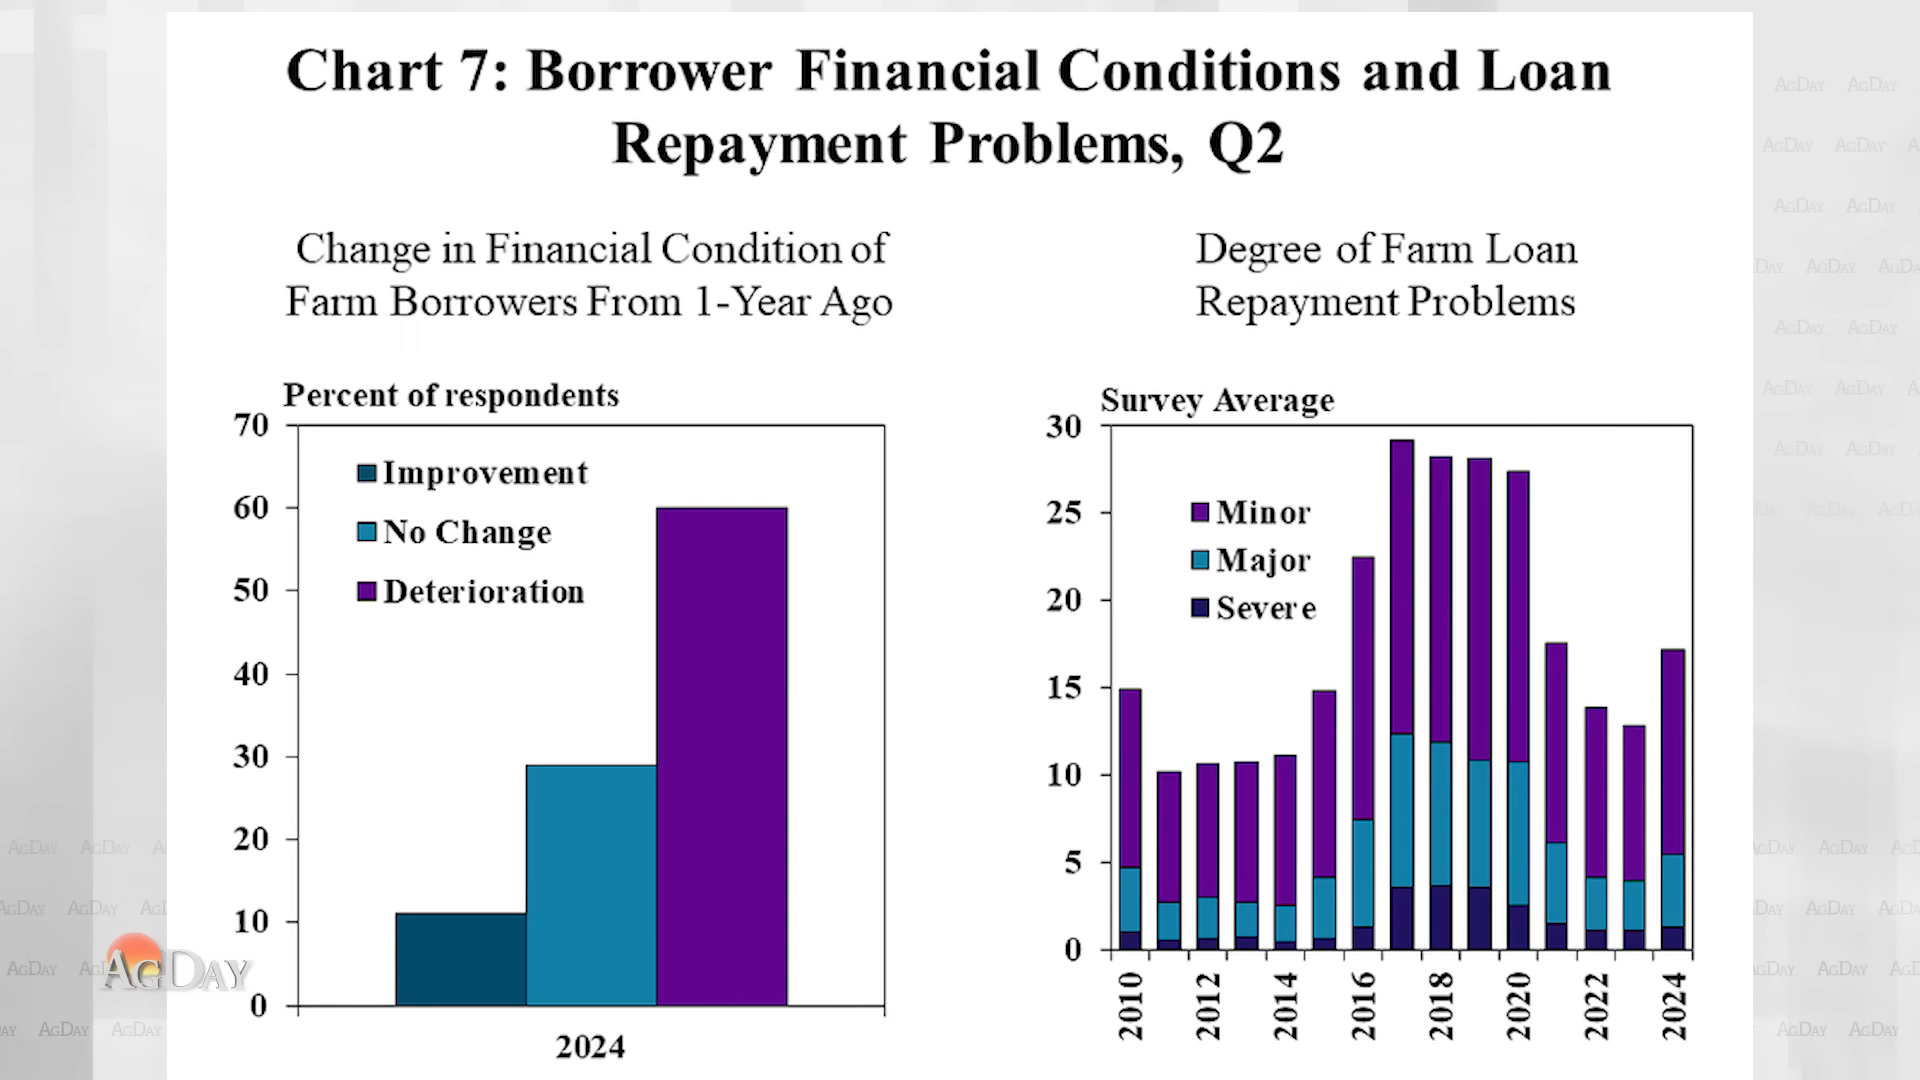 Chart 7: Borrower Financial Conditions and Loan
Repayment Problems, Q2
Change in Financial Condition of
Farm Borrowers From 1-Year Ago
Percent of respondents
70
60
50
40
30
20
10
0
Improvement
No Change
Deterioration
2024
Degree of Farm Loan
Repayment Problems
Survey Average
30
25
20
15
10
5
0
Minor
Major
Severe
2010
2012
2014
2016
2018
2020
2022
2024
AGDAY